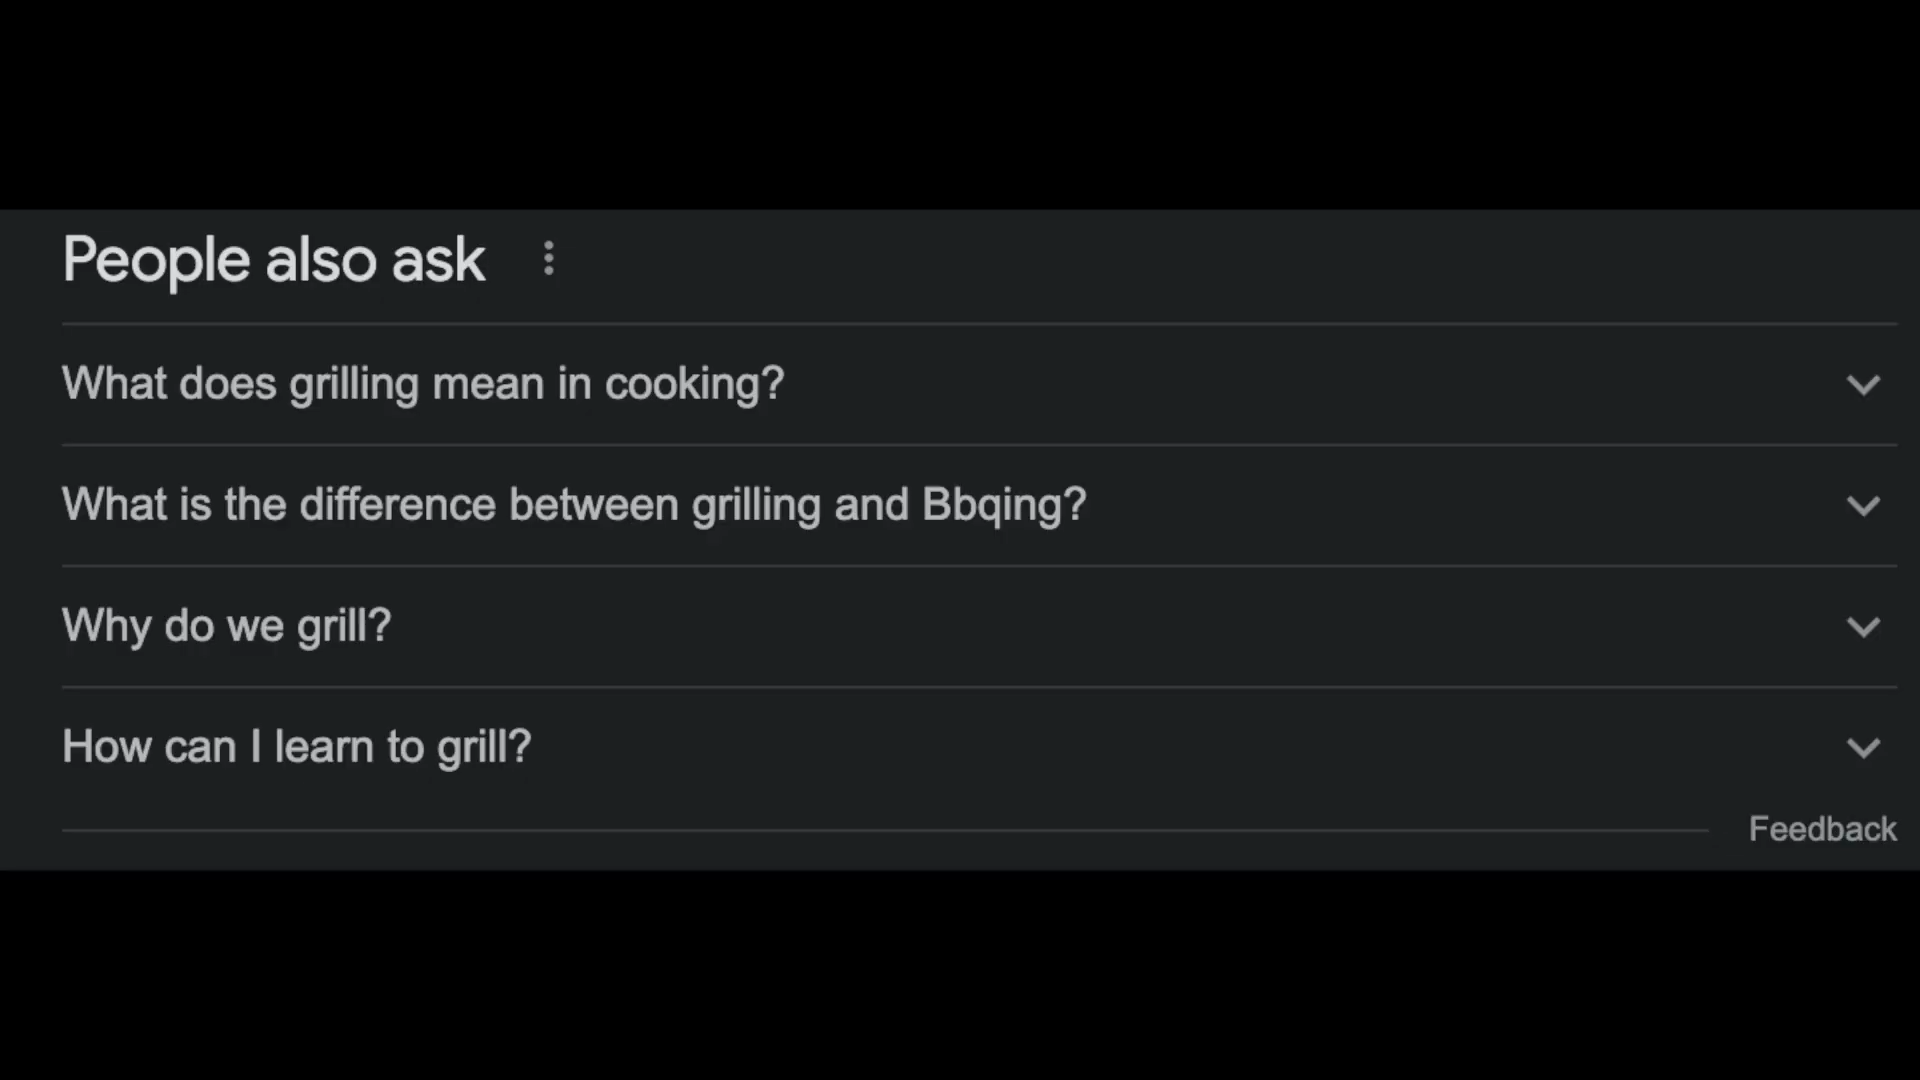 People also ask
What does grilling mean in cooking?
What is the difference between grilling and Bbqing?
Why do we grill?
How can I learn to grill?
Feedback